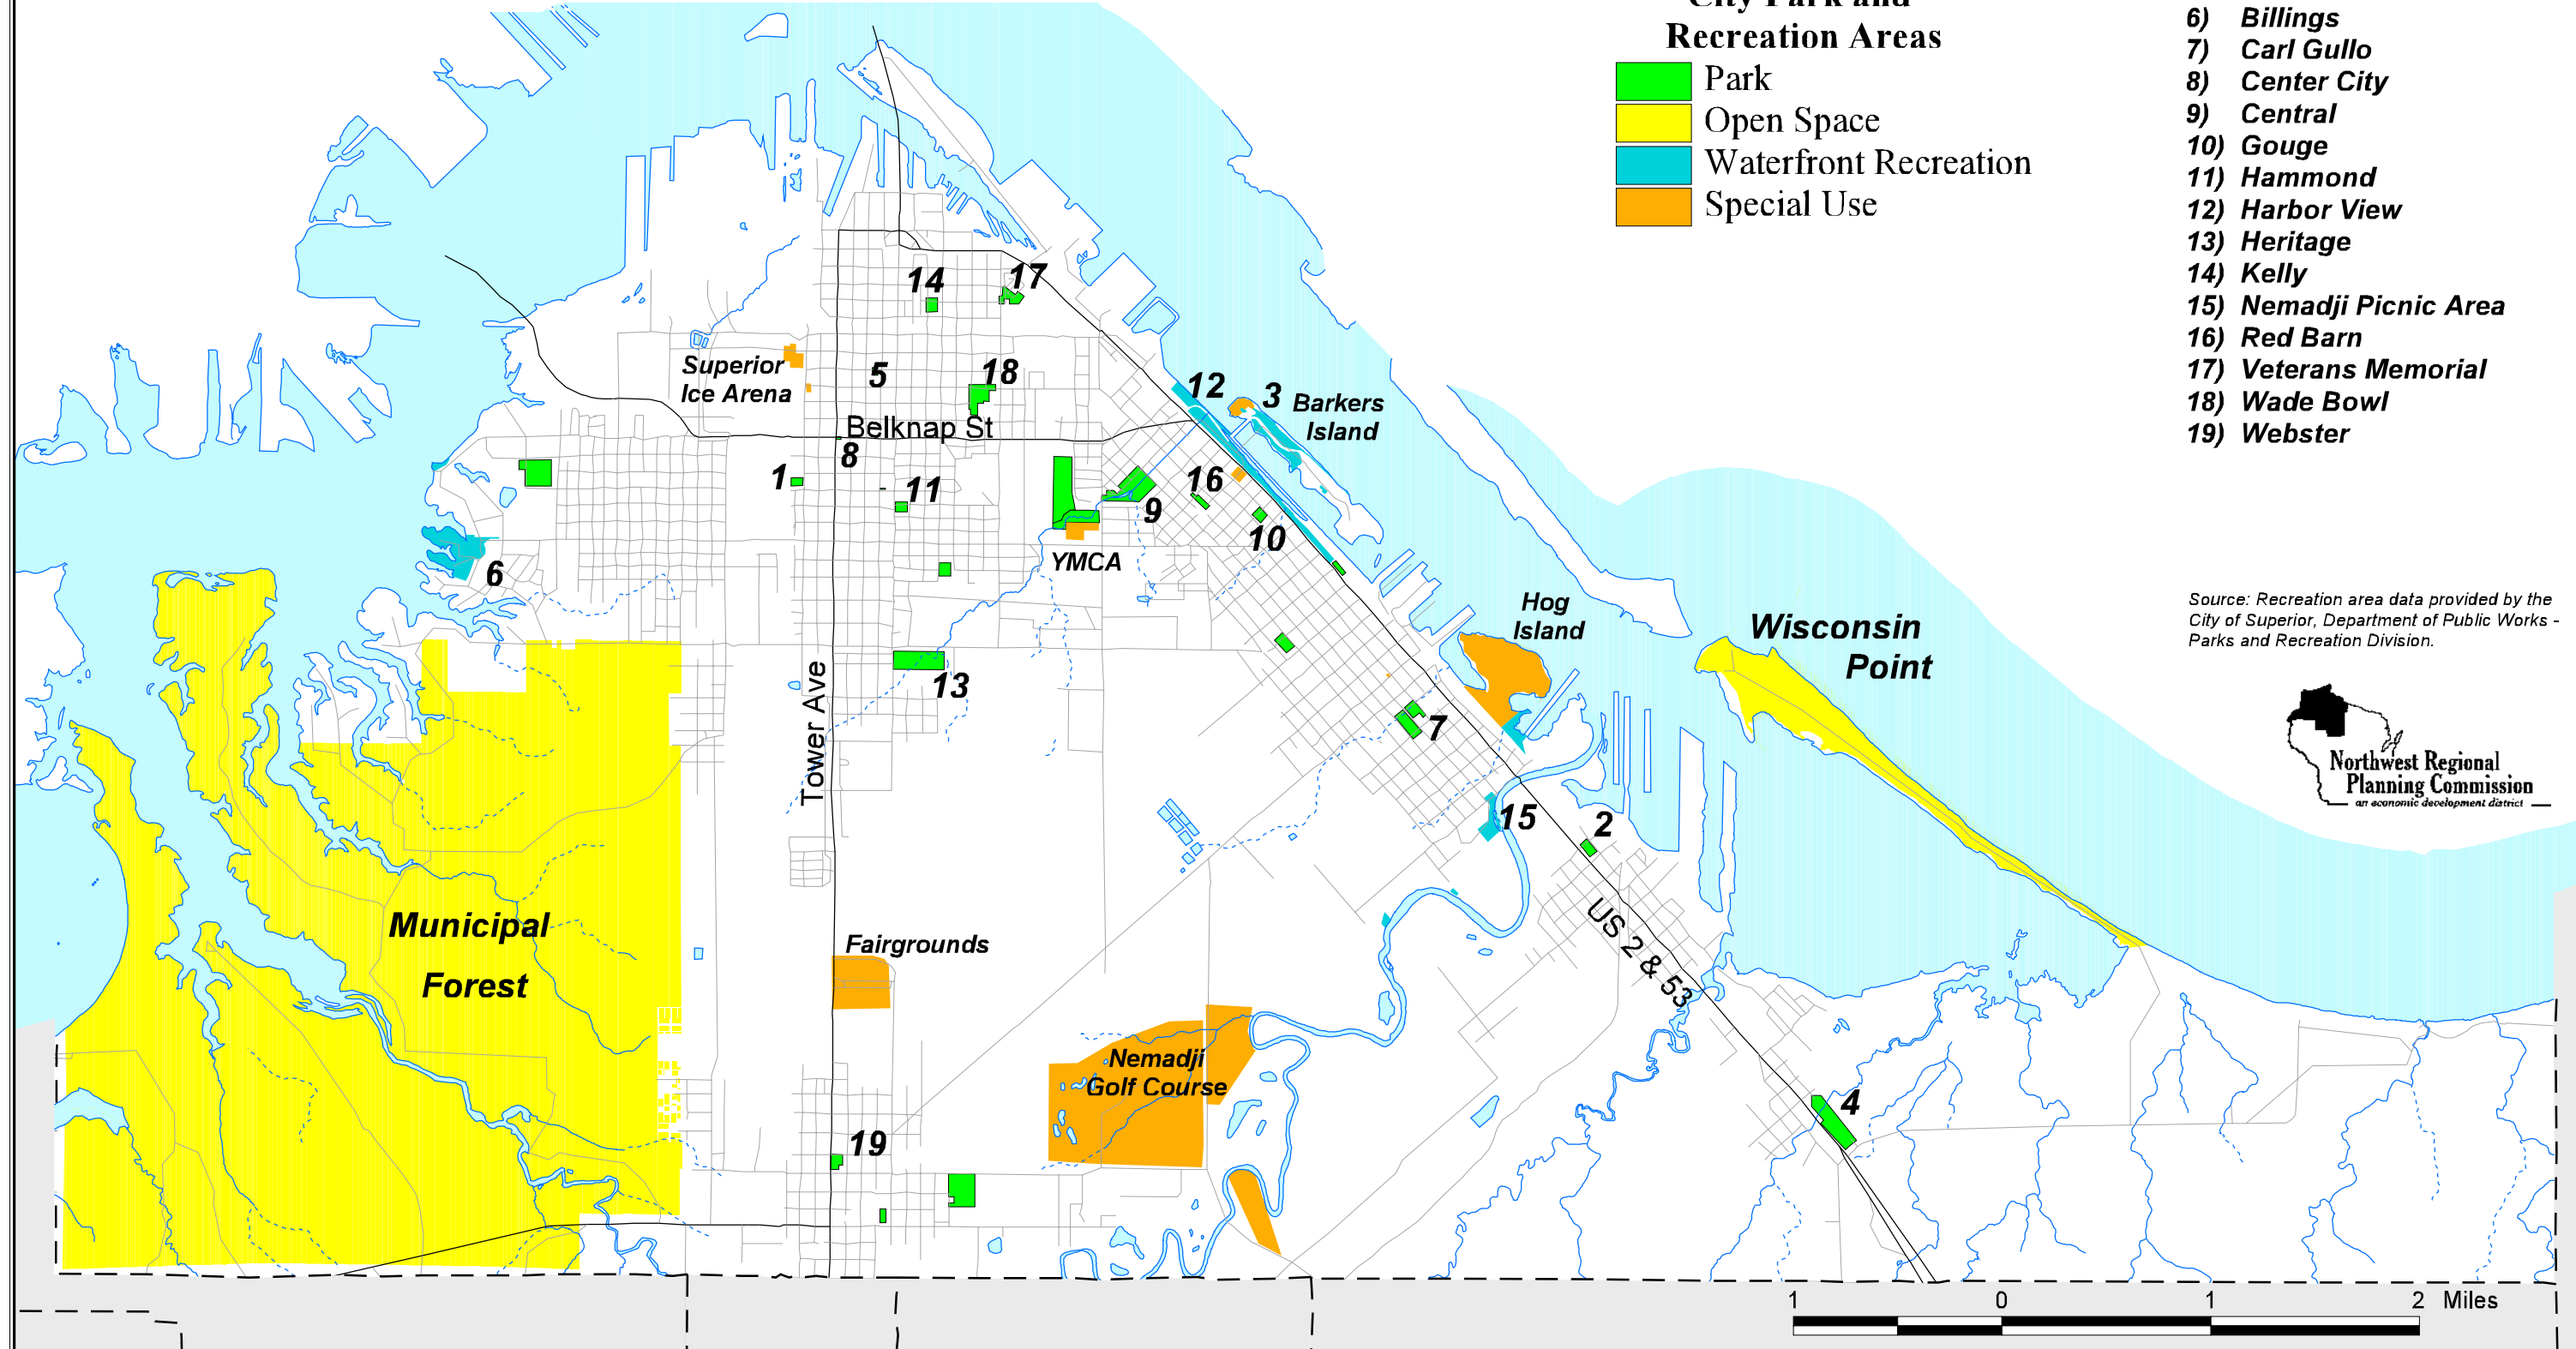 City Park and
Recreation Areas
Park
Open Space
Waterfront Recreation
Special Use
6) Billings
7) Carl Gullo
8) Center City
9) Central
10) Gouge
11) Hammond
12) Harbor View
13) Heritage
14) Kelly
15) Nemadji Picnic Area
16) Red Barn
17) Veterans Memorial
18) Wade Bowl
19) Webster
14
17
Superior
Ice Arena
5
18
12
3
Barkers
Island
Belknap St
8
1
11
16
9
10
YMCA
6
Hog
Island
Wisconsin
Point
Source: Recreation area data provided by the
City of Superior, Department of Public Works -
Parks and Recreation Division.
13
Tower Ave
7
Northwest Regional
Planning Commission
an economic development district
15
2
Municipal
Forest
Fairgrounds
US 2 & 53
Nemadji
Golf Course
4
19
1 0 1 2 Miles